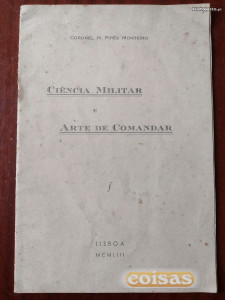 CORONEL H. PIRES MONTEIRO
CIÊNCIA MILITAR
E
ARTE DE COMANDAR
LISBOA
MCMLIII
coisas